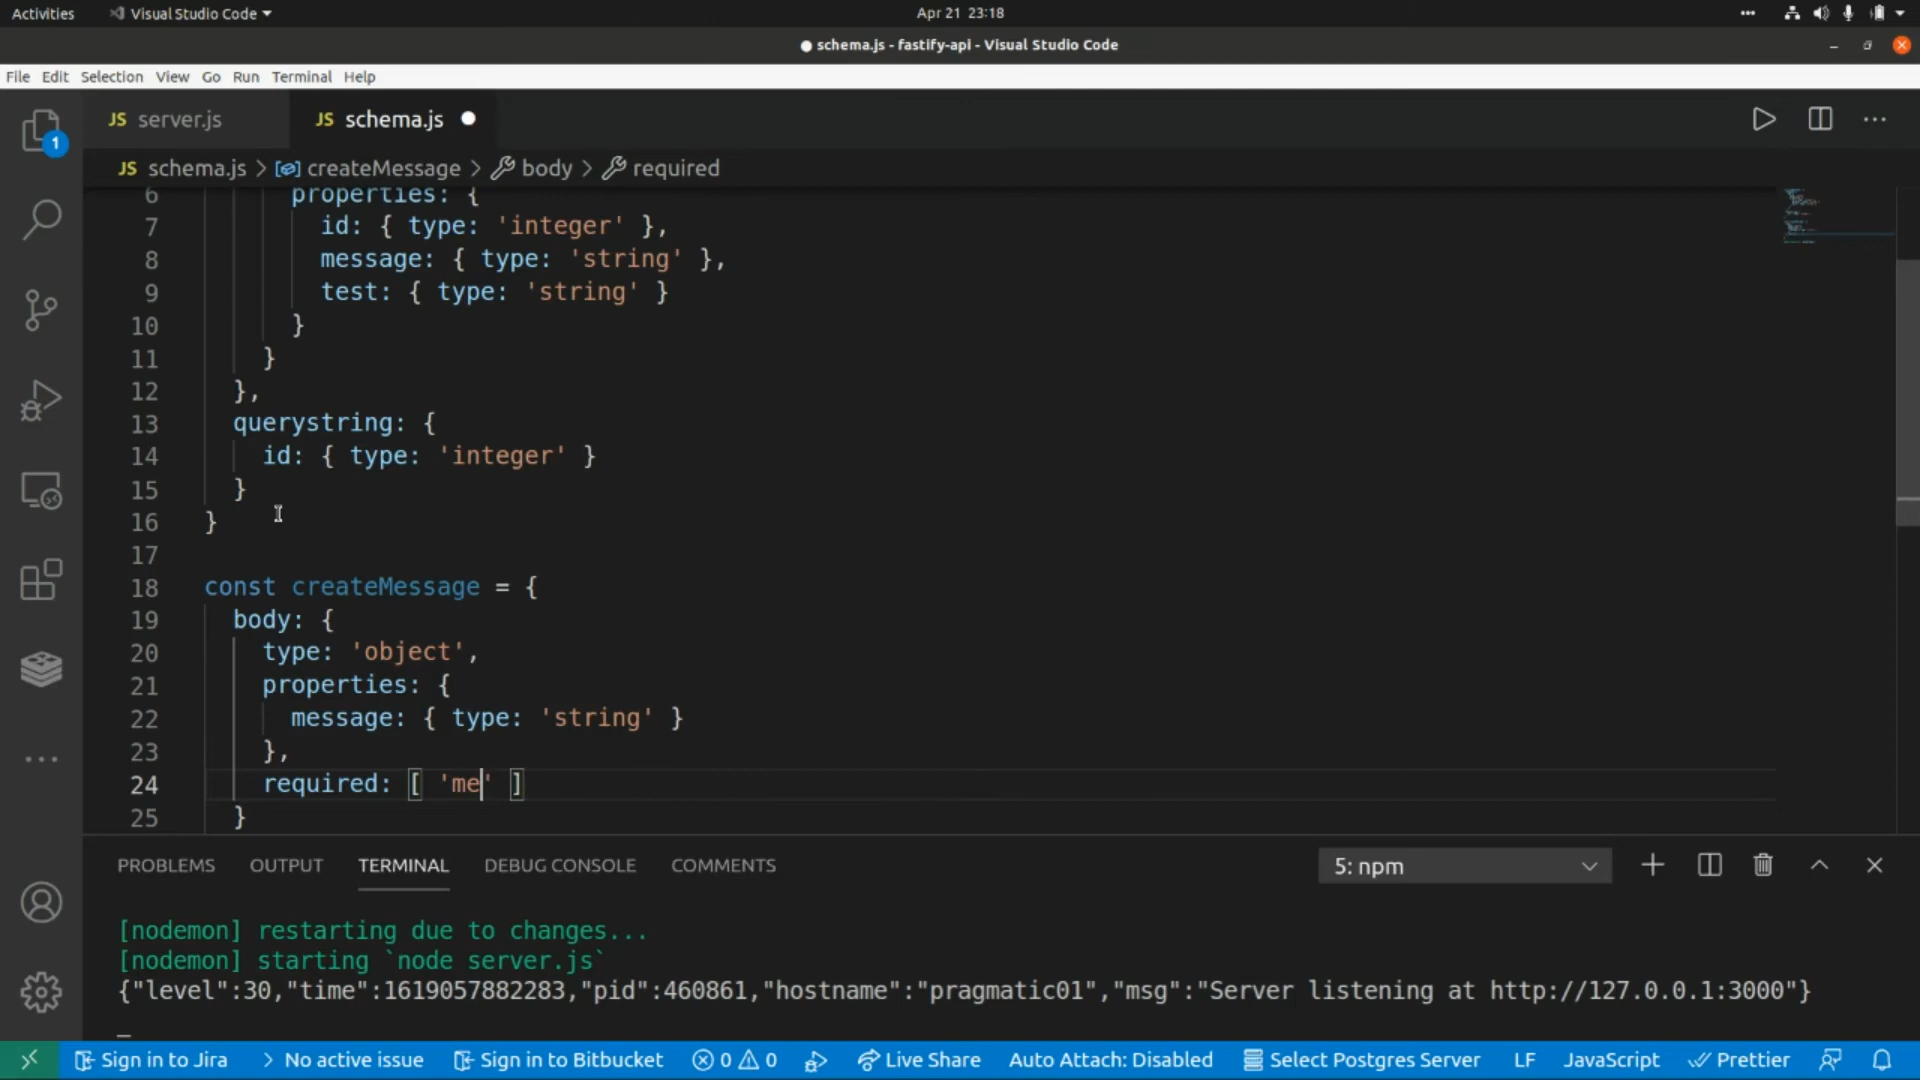 Activities Visual Studio Code Apr 21 23:18
schema.js - fastify-api - Visual Studio Code
File Edit Selection View Go Run Terminal Help
JS server.js JS schema.js
JS schema.js > createMessage > body > required
1
6 properties: {
7 id: { type: 'integer' },
8 message: { type: 'string' },
9 test: { type: 'string' }
10 }
11 }
12 },
13 querystring: {
14 id: { type: 'integer' }
15 }
16 }
17
18 const createMessage = {
19 body: {
20 type: 'object',
21 properties: {
22 message: { type: 'string' }
23 },
24 required: [ 'me' ]
25 }
PROBLEMS OUTPUT TERMINAL DEBUG CONSOLE COMMENTS 5: npm
[nodemon] restarting due to changes...
[nodemon] starting `node server.js`
{"level":30,"time":1619057882283,"pid":460861,"hostname":"pragmatic01","msg":"Server listening at http://127.0.0.1:3000"}
Sign in to Jira > No active issue Sign in to Bitbucket 0 0 Live Share Auto Attach: Disabled Select Postgres Server LF JavaScript Prettier